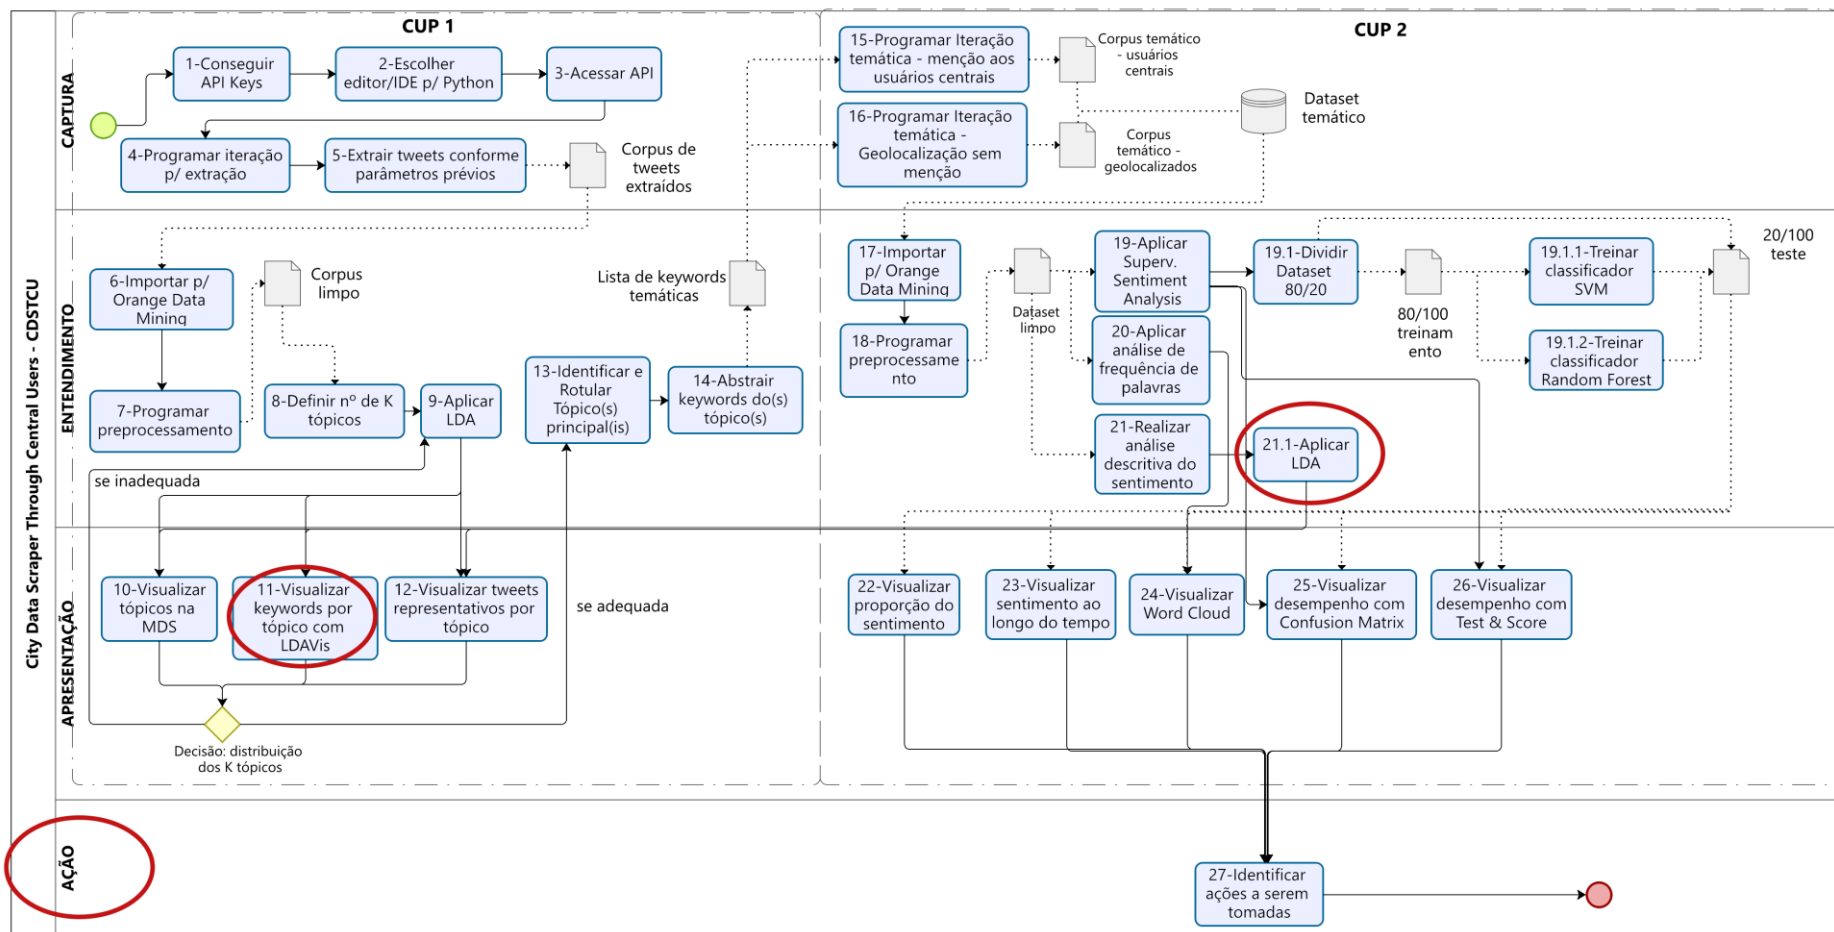 City Data Scraper Through Central Users - CDSTCU
CUP 1
CUP 2
CAPTURA
1-Conseguir
API Keys
2-Escolher
editor/IDE p/ Python
3-Acessar API
4-Programar iteração
p/ extração
5-Extrair tweets conforme
parâmetros prévios
Corpus de
tweets
extraídos
15-Programar Iteração
temática - menção aos
usuários centrais
Corpus temático
- usuários
centrais
16-Programar Iteração
temática -
Geolocalização sem
menção
Corpus
temático -
geolocalizados
Dataset
temático
ENTENDIMENTO
6-Importar p/
Orange Data
Mining
Corpus
limpo
7-Programar
preprocessamento
8-Definir nº de K
tópicos
9-Aplicar
LDA
13-Identificar e
Rotular
Tópico(s)
principal(is)
14-Abstrair
keywords do(s)
tópico(s)
Lista de keywords
temáticas
se inadequada
17-Importar
p/ Orange
Data Mining
18-Programar
preprocessame
nto
Dataset
limpo
19-Aplicar
Superv.
Sentiment
Analysis
19.1-Dividir
Dataset
80/20
80/100
treinam
ento
19.1.1-Treinar
classificador
SVM
19.1.2-Treinar
classificador
Random Forest
20/100
teste
20-Aplicar
análise de
frequência de
palavras
21-Realizar
análise
descritiva do
sentimento
21.1-Aplicar
LDA
APRESENTAÇÃO
10-Visualizar
tópicos na
MDS
11-Visualizar
keywords por
tópico com
LDAVis
12-Visualizar tweets
representativos por
tópico
se adequada
Decisão: distribuição
dos K tópicos
22-Visualizar
proporção do
sentimento
23-Visualizar
sentimento ao
longo do tempo
24-Visualizar
Word Cloud
25-Visualizar
desempenho com
Confusion Matrix
26-Visualizar
desempenho com
Test & Score
AÇÃO
27-Identificar
ações a serem
tomadas